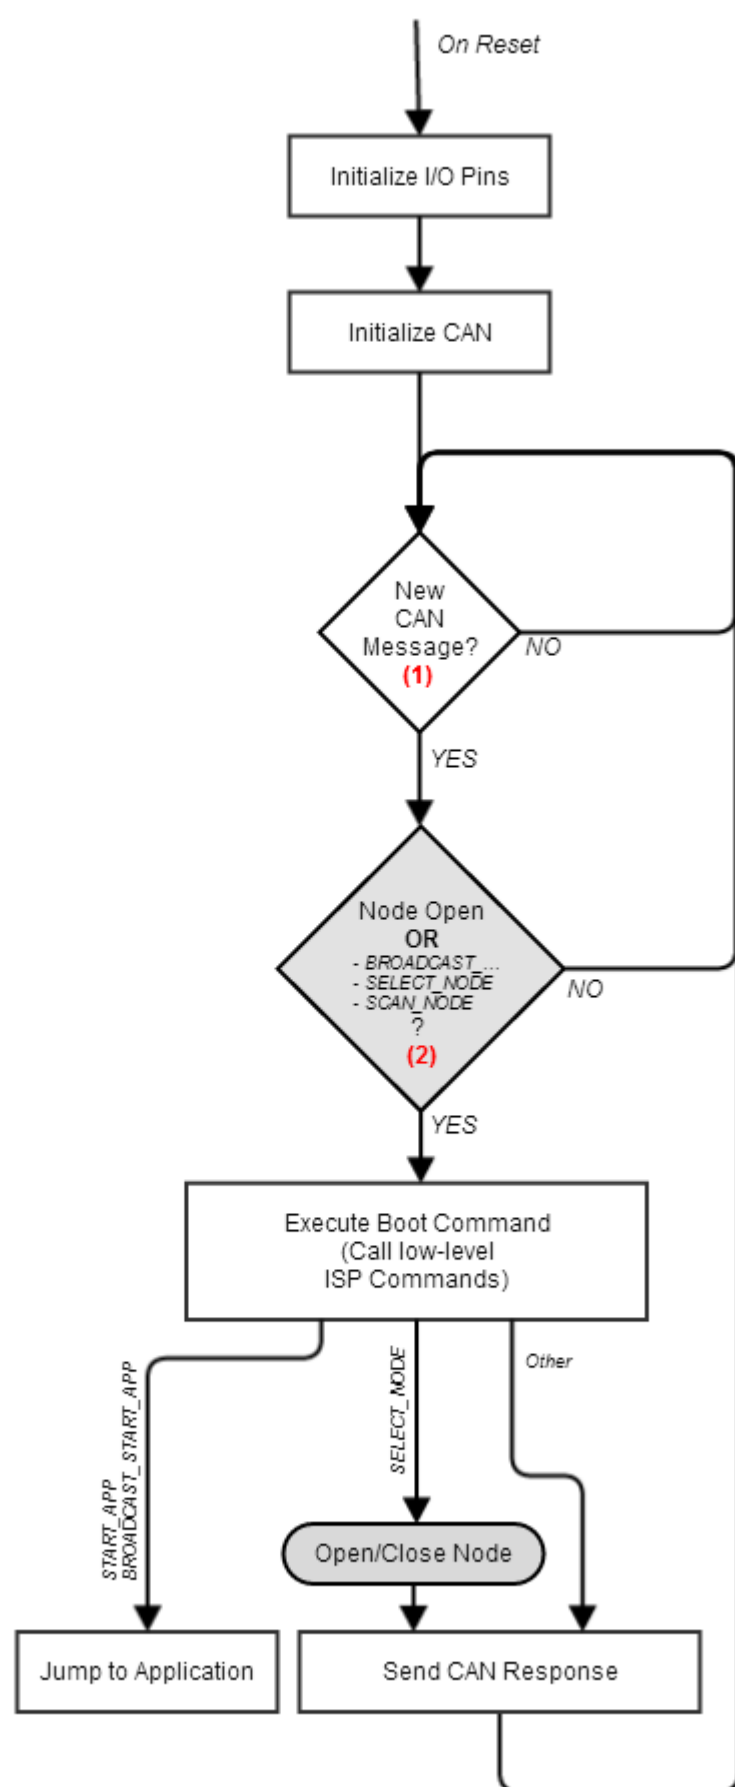 On Reset
Initialize I/O Pins
Initialize CAN
New
CAN
Message?
(1)
NO
YES
Node Open
OR
- BROADCAST_...
- SELECT_NODE
- SCAN_NODE
?
(2)
NO
YES
Execute Boot Command
(Call low-level
ISP Commands)
START_APP
BROADCAST_START_APP
SELECT_NODE
Other
Open/Close Node
Jump to Application
Send CAN Response